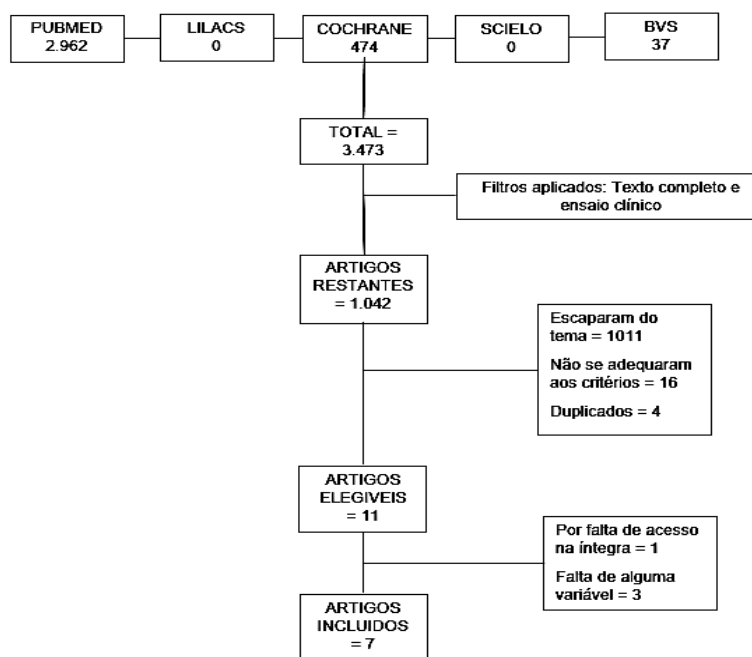 PUBMED
2.962
LILACS
0
COCHRANE
474
SCIELO
0
BVS
37
TOTAL =
3.473
Filtros aplicados: Texto completo e
ensaio clínico
ARTIGOS
RESTANTES
= 1.042
Escaparam do
tema = 1011
Não se adequaram
aos critérios = 16
Duplicados = 4
ARTIGOS
ELEGIVEIS
= 11
Por falta de acesso
na íntegra = 1
Falta de alguma
variável = 3
ARTIGOS
INCLUIDOS
= 7